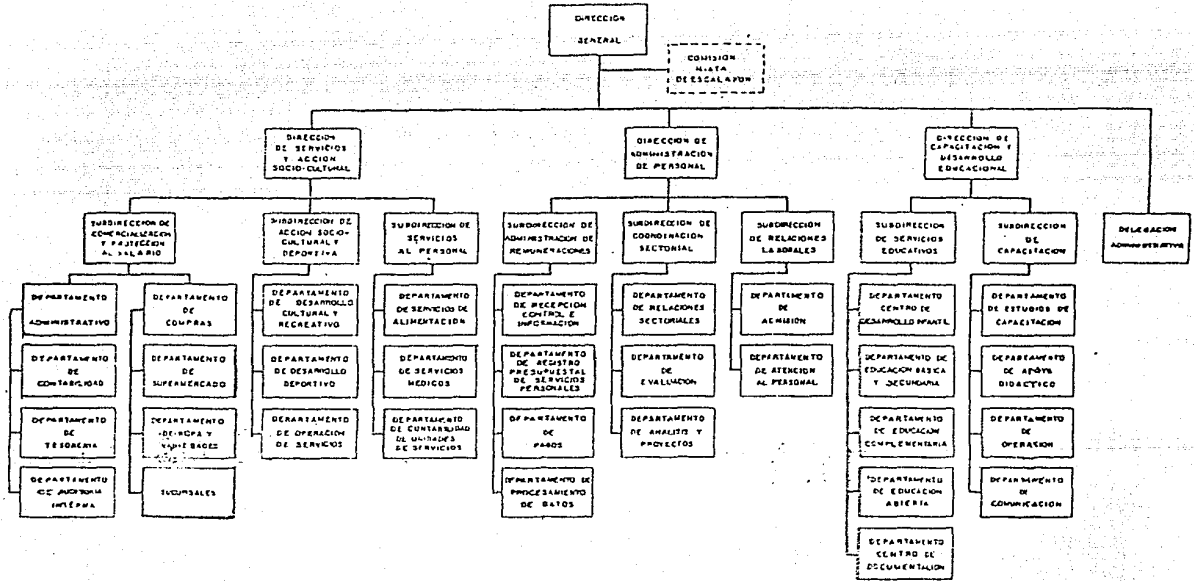 DIRECCION
GENERAL
COMISION
MIXTA
DE ESCALAFON
DIRECCION
DE SERVICIOS
Y ACCION
SOCIO-CULTURAL
DIRECCION DE
ADMINISTRACION
DE PERSONAL
DIRECCION DE
CAPACITACION Y
DESARROLLO
EDUCACIONAL
SUBDIRECCION DE
COMERCIALIZACION
Y PROTECCION
AL SALARIO
SUBDIRECCION DE
ACCION SOCIO-
CULTURAL Y
DEPORTIVA
SUBDIRECCION DE
SERVICIOS
AL PERSONAL
SUBDIRECCION DE
ADMINISTRACION DE
REMUNERACIONES
SUBDIRECCION DE
COORDINACION
SECTORIAL
SUBDIRECCION
DE RELACIONES
LABORALES
SUBDIRECCION
DE SERVICIOS
EDUCATIVOS
SUBDIRECCION
DE
CAPACITACION
DELEGACION
ADMINISTRATIVA
DEPARTAMENTO
ADMINISTRATIVO
DEPARTAMENTO
DE
CONTABILIDAD
DEPARTAMENTO
DE
TESORERIA
DEPARTAMENTO
DE AUDITORIA
INTERNA
DEPARTAMENTO
DE
COMPRAS
DEPARTAMENTO
DE
SUPERMERCADO
DEPARTAMENTO
DE ROPA Y
VARIEDADES
SUCURSALES
DEPARTAMENTO
DE DESARROLLO
CULTURAL Y
RECREATIVO
DEPARTAMENTO
DE DESARROLLO
DEPORTIVO
DEPARTAMENTO
DE OPERACION
DE SERVICIOS
DEPARTAMENTO
DE SERVICIOS DE
ALIMENTACION
DEPARTAMENTO
DE SERVICIOS
MEDICOS
DEPARTAMENTO
DE CONTABILIDAD
DE UNIDADES
DE SERVICIOS
DEPARTAMENTO
DE RECEPCION
CONTROL E
INFORMACION
DEPARTAMENTO
DE REGISTRO
PRESUPUESTAL
DE SERVICIOS
PERSONALES
DEPARTAMENTO
DE
PAGOS
DEPARTAMENTO DE
PROCESAMIENTO
DE DATOS
DEPARTAMENTO
DE RELACIONES
SECTORIALES
DEPARTAMENTO
DE
EVALUACION
DEPARTAMENTO
DE ANALISIS Y
PROYECTOS
DEPARTAMENTO
DE
ADMISION
DEPARTAMENTO
DE ATENCION
AL PERSONAL
DEPARTAMENTO
CENTRO DE
DESARROLLO INFANTIL
DEPARTAMENTO DE
EDUCACION BASICA
Y SECUNDARIA
DEPARTAMENTO
DE EDUCACION
COMPLEMENTARIA
DEPARTAMENTO
DE EDUCACION
ABIERTA
DEPARTAMENTO
CENTRO DE
DOCUMENTACION
DEPARTAMENTO
DE ESTUDIOS DE
CAPACITACION
DEPARTAMENTO
DE APOYO
DIDACTICO
DEPARTAMENTO
DE
OPERACION
DEPARTAMENTO
DE
COMUNICACION